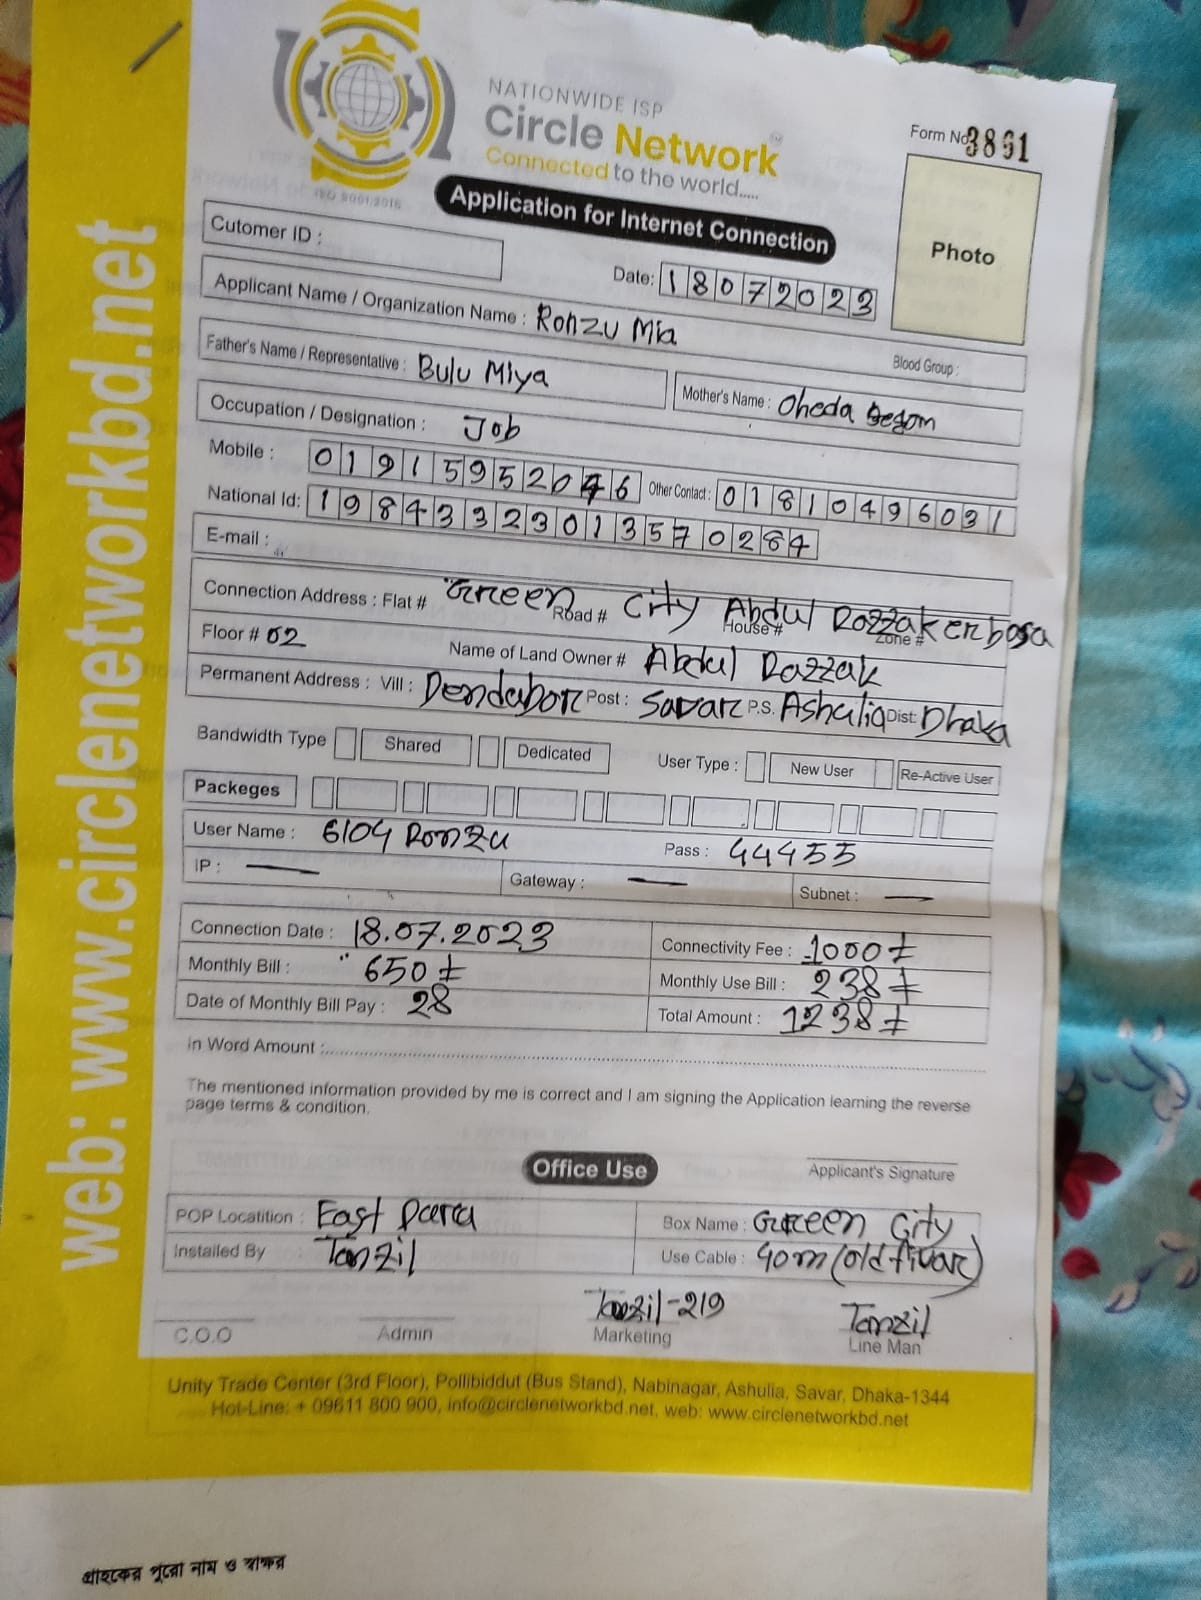 NATIONWIDE ISP
Circle Network
Connected to the world.....
ISO 9001:2015
Form No 3861
Application for Internet Connection
Photo
Cutomer ID :
Date: 18072023
Applicant Name / Organization Name : Ronzu Mia
Blood Group :
Father's Name / Representative : Bulu Miya Mother's Name : Oheda Begom
Occupation / Designation : Job
Mobile : 01915952076 Other Contact : 01810496031
National Id: 19843323013570284
E-mail :
Connection Address : Flat # Green Road # City Abdul House # Razzaker basa Zone #
Floor # 02 Name of Land Owner # Abdul Razzak
Permanent Address : Vill : Dendabor Post : Savar P.S. Ashulia Dist: Dhaka
Bandwidth Type Shared Dedicated User Type : New User Re-Active User
Packeges
User Name : 6104 Ronzu Pass : 44455
IP : — Gateway : — Subnet : —
Connection Date : 18.07.2023 Connectivity Fee : 1000
Monthly Bill : 650 Monthly Use Bill : 238
Date of Monthly Bill Pay : 28 Total Amount : 1238
in Word Amount :
The mentioned information provided by me is correct and I am signing the Application learning the reverse
page terms & condition.
Office Use
Applicant's Signature
POP Locatition : East Para Box Name : Green City
Installed By : Tanzil Use Cable : 40m (old fivar)
C.O.O Admin Tanzil-219 Marketing Tanzil Line Man
Unity Trade Center (3rd Floor), Pollibiddut (Bus Stand), Nabinagar, Ashulia, Savar, Dhaka-1344
Hot-Line: + 09611 800 900, info@circlenetworkbd.net, web: www.circlenetworkbd.net
web: www.circlenetworkbd.net
গ্রাহকের পুরো নাম ও স্বাক্ষর